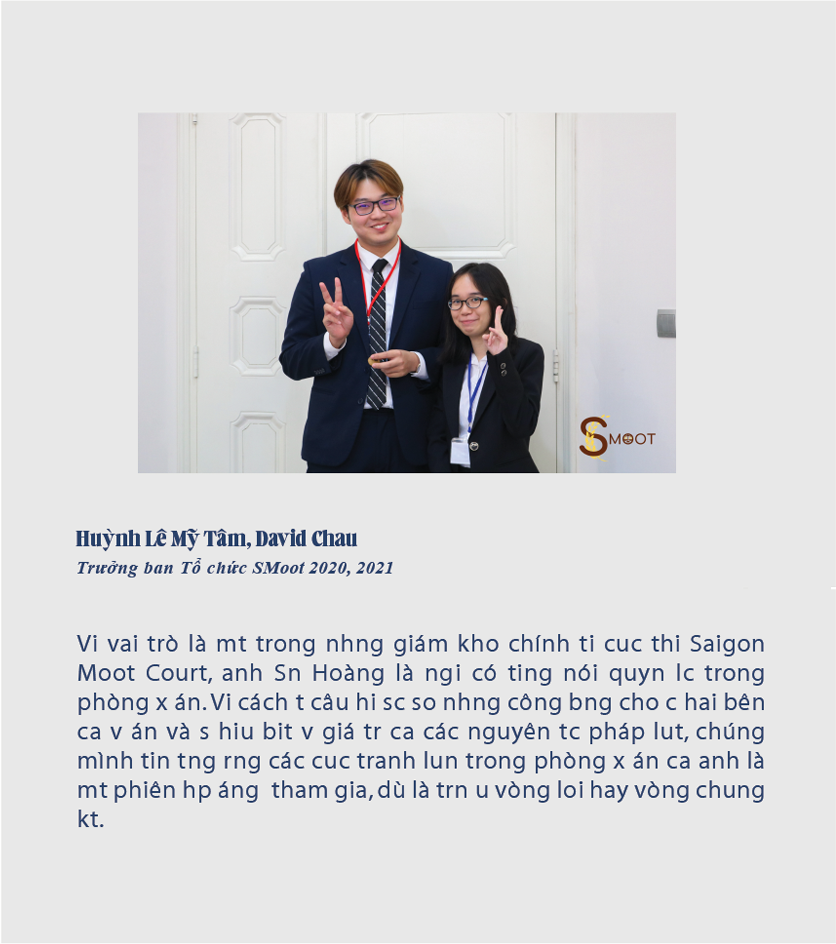 SMOOT
Huỳnh Lê Mỹ Tâm, David Chau
Trưởng ban Tổ chức SMoot 2020, 2021
Vi vai trò là mt trong nhng giám kho chính ti cuc thi Saigon
Moot Court, anh Sn Hoàng là ngi có ting nói quyn lc trong
phòng x án. Vi cách t câu hi sc so nhng công bng cho c hai bên
ca v án và s hiu bit v giá tr ca các nguyên tc pháp lut, chúng
mình tin tng rng các cuc tranh lun trong phòng x án ca anh là
mt phiên hp áng  tham gia, dù là trn u vòng loi hay vòng chung
kt.